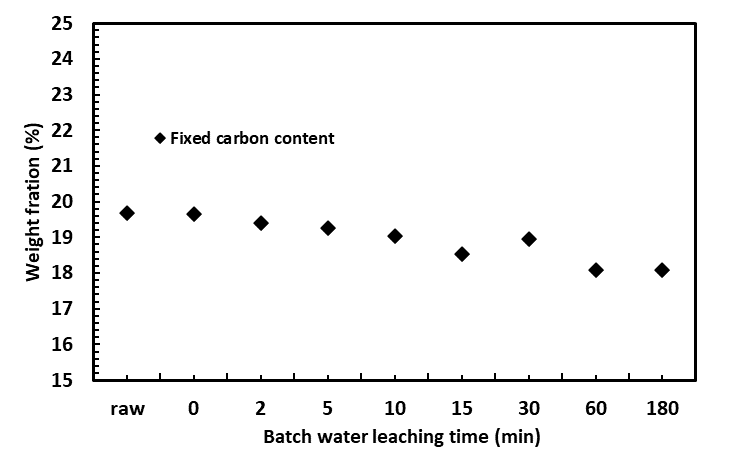 25
24
23
22
Fixed carbon content
21
20
19
18
17
16
15
Weight fration (%)
raw 0 2 5 10 15 30 60 180
Batch water leaching time (min)